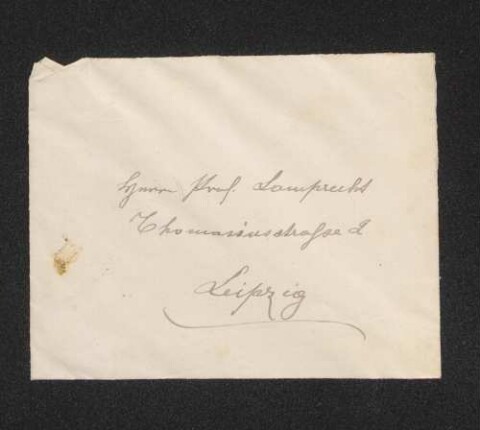 Herrn Prof. Lamprecht
Thomasiusstrasse 2
Leipzig